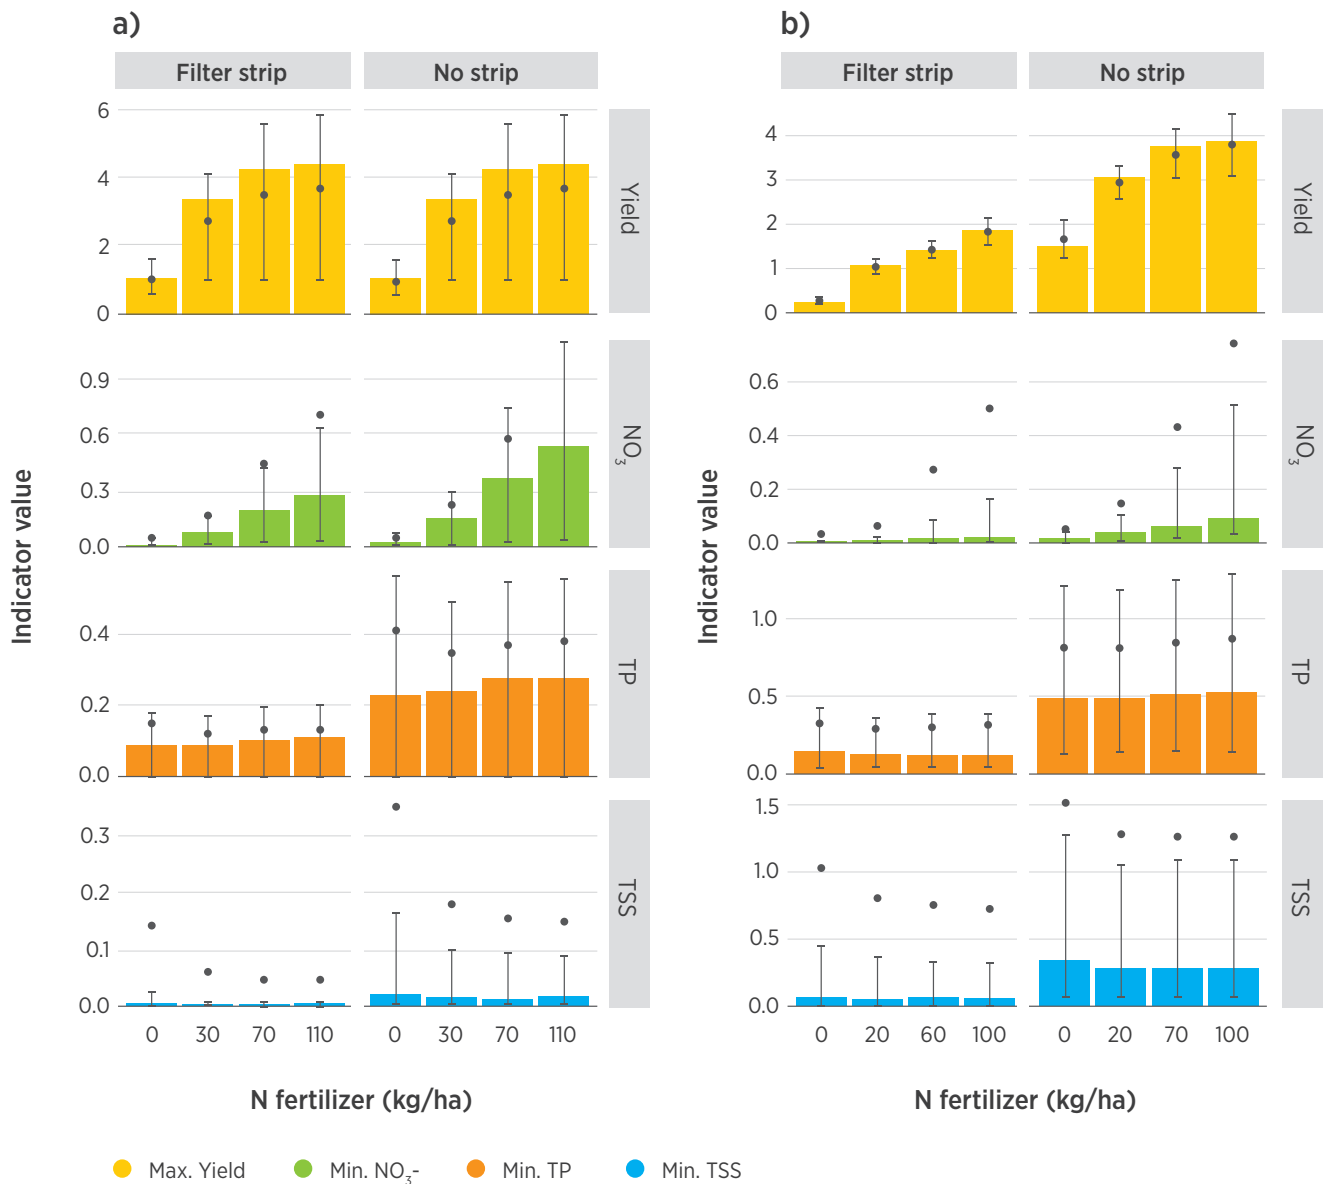 a)
Filter strip
No strip
6
4
2
0
Yield
0.9
0.6
0.3
0.0
NO₃
0.4
0.2
0.0
TP
0.3
0.2
0.1
0.0
TSS
0 30 70 110
0 30 70 110
Indicator value
N fertilizer (kg/ha)
b)
Filter strip
No strip
4
3
2
1
0
Yield
0.6
0.4
0.2
0.0
NO₃
1.0
0.5
0.0
TP
1.5
1.0
0.5
0.0
TSS
0 20 60 100
0 20 70 100
Indicator value
N fertilizer (kg/ha)
Max. Yield
Min. NO₃-
Min. TP
Min. TSS